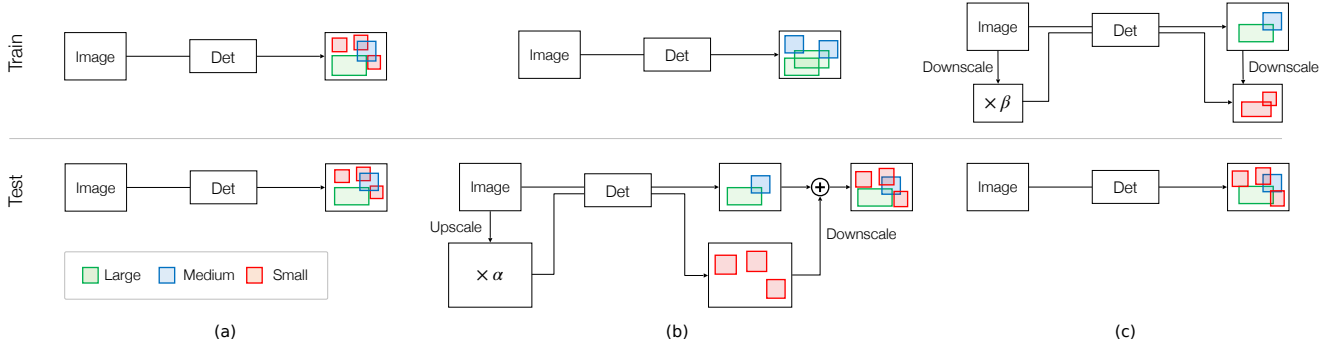 Train
Image
Det
Image
Det
Image
Det
Downscale
Downscale
× β
Test
Image
Det
Image
Det
Image
Det
Upscale
Downscale
× α
Large
Medium
Small
(a)
(b)
(c)